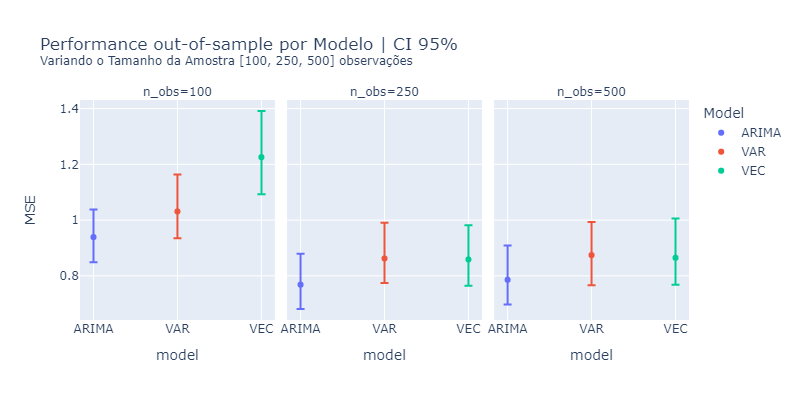 Performance out-of-sample por Modelo | CI 95%
Variando o Tamanho da Amostra [100, 250, 500] observações
n_obs=100
n_obs=250
n_obs=500
Model
ARIMA
VAR
VEC
MSE
1.4
1.2
1
0.8
ARIMA
VAR
VEC
ARIMA
VAR
VEC
ARIMA
VAR
VEC
model
model
model